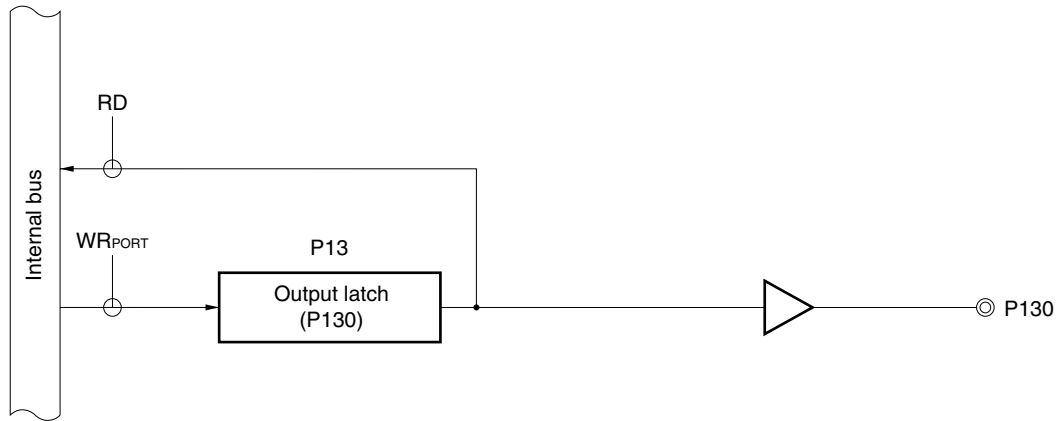 RD
Internal bus
WRPORT
P13
Output latch
(P130)
P130